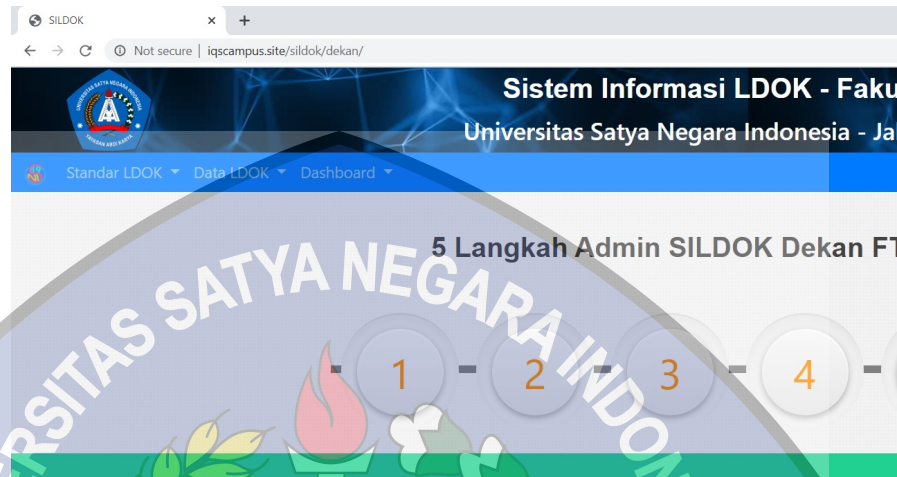 SILDOK
Not secure | iqscampus.site/sildok/dekan/
Sistem Informasi LDOK - Faku
Universitas Satya Negara Indonesia - Ja
Standar LDOK Data LDOK Dashboard
5 Langkah Admin SILDOK Dekan FT
- 1 - 2 - 3 - 4 -
ERSITAS SATYA NEGARA INDON